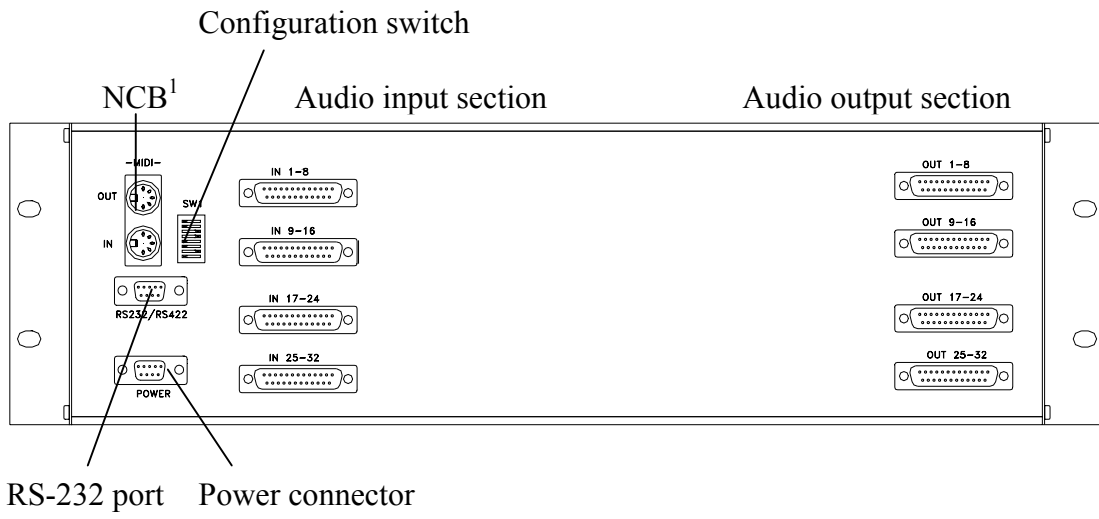 Configuration switch
NCB¹ Audio input section Audio output section
-MIDI-
OUT
SW1
IN
RS232/RS422
POWER
IN 1-8
IN 9-16
IN 17-24
IN 25-32
OUT 1-8
OUT 9-16
OUT 17-24
OUT 25-32
RS-232 port Power connector